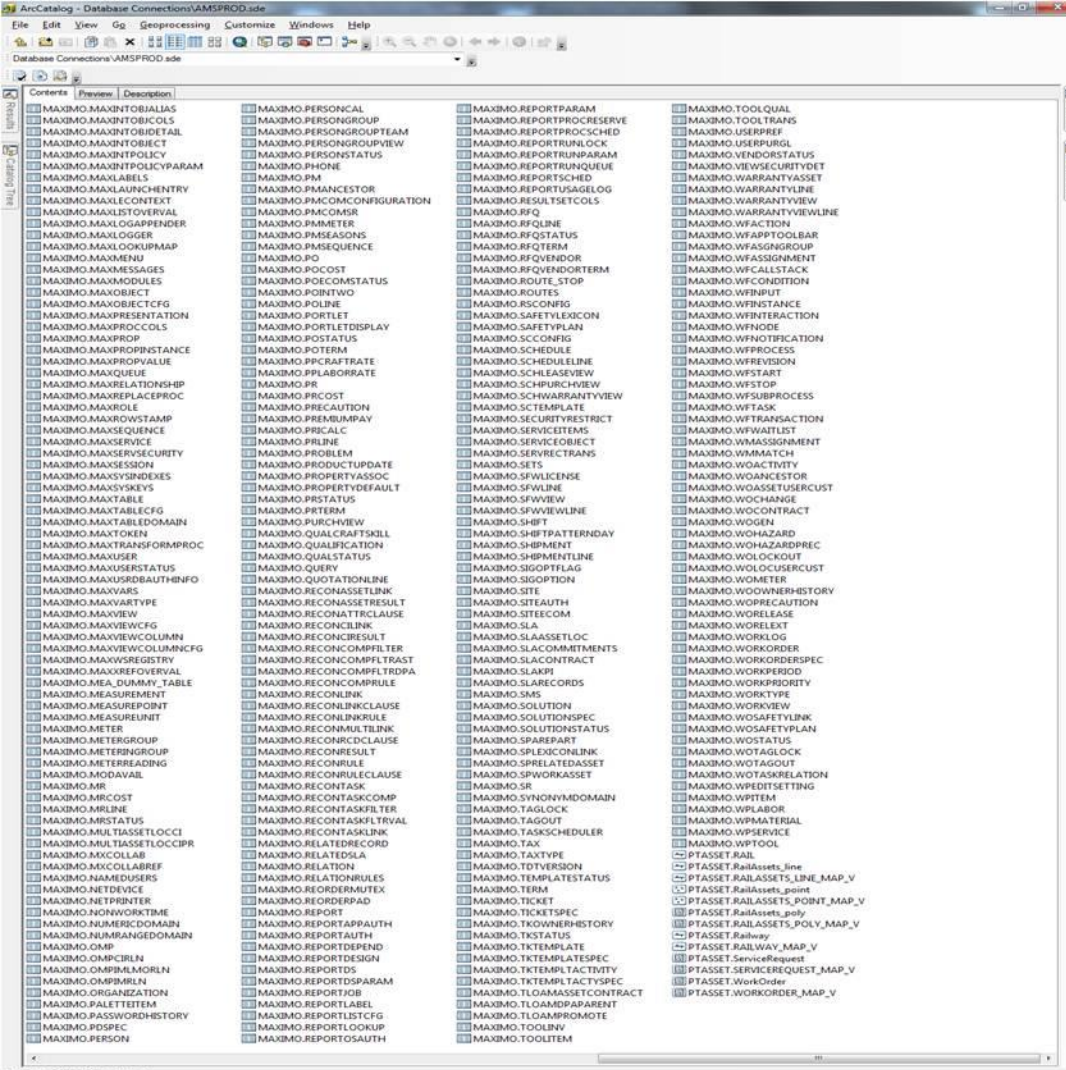 ArcCatalog - Database Connections\AMSPROD.sde
File Edit View Go Geoprocessing Customize Windows Help
Database Connections\AMSPROD.sde
Contents Preview Description
Results
Catalog Tree
MAXIMO.MAXINTOBJALIAS
MAXIMO.MAXINTOBJCOLS
MAXIMO.MAXINTOBJDETAIL
MAXIMO.MAXINTOBJECT
MAXIMO.MAXINTPOLICY
MAXIMO.MAXINTPOLICYPARAM
MAXIMO.MAXLABELS
MAXIMO.MAXLAUNCHENTRY
MAXIMO.MAXLECONTEXT
MAXIMO.MAXLISTOVERVAL
MAXIMO.MAXLOGAPPENDER
MAXIMO.MAXLOGGER
MAXIMO.MAXLOOKUPMAP
MAXIMO.MAXMENU
MAXIMO.MAXMESSAGES
MAXIMO.MAXMODULES
MAXIMO.MAXOBJECT
MAXIMO.MAXOBJECTCFG
MAXIMO.MAXPRESENTATION
MAXIMO.MAXPROCCOLS
MAXIMO.MAXPROP
MAXIMO.MAXPROPINSTANCE
MAXIMO.MAXPROPVALUE
MAXIMO.MAXQUEUE
MAXIMO.MAXRELATIONSHIP
MAXIMO.MAXREPLACEPROC
MAXIMO.MAXROLE
MAXIMO.MAXROWSTAMP
MAXIMO.MAXSEQUENCE
MAXIMO.MAXSERVICE
MAXIMO.MAXSERVSECURITY
MAXIMO.MAXSESSION
MAXIMO.MAXSYSINDEXES
MAXIMO.MAXSYSKEYS
MAXIMO.MAXTABLE
MAXIMO.MAXTABLECFG
MAXIMO.MAXTABLEDOMAIN
MAXIMO.MAXTOKEN
MAXIMO.MAXTRANSFORMPROC
MAXIMO.MAXUSER
MAXIMO.MAXUSERSTATUS
MAXIMO.MAXUSRDBAUTHINFO
MAXIMO.MAXVARS
MAXIMO.MAXVARTYPE
MAXIMO.MAXVIEW
MAXIMO.MAXVIEWCFG
MAXIMO.MAXVIEWCOLUMN
MAXIMO.MAXVIEWCOLUMNCFG
MAXIMO.MAXWSREGISTRY
MAXIMO.MAXXREFOVERVAL
MAXIMO.MEA_DUMMY_TABLE
MAXIMO.MEASUREMENT
MAXIMO.MEASUREPOINT
MAXIMO.MEASUREUNIT
MAXIMO.METER
MAXIMO.METERGROUP
MAXIMO.METERINGROUP
MAXIMO.METERREADING
MAXIMO.MODAVAIL
MAXIMO.MR
MAXIMO.MRCOST
MAXIMO.MRLINE
MAXIMO.MRSTATUS
MAXIMO.MULTIASSETLOCCI
MAXIMO.MULTIASSETLOCCIPR
MAXIMO.MXCOLLAB
MAXIMO.MXCOLLABREF
MAXIMO.NAMEDUSERS
MAXIMO.NETDEVICE
MAXIMO.NETPRINTER
MAXIMO.NONWORKTIME
MAXIMO.NUMERICDOMAIN
MAXIMO.NUMRANGEDOMAIN
MAXIMO.OMP
MAXIMO.OMPCIRLN
MAXIMO.OMPIMLMORLN
MAXIMO.OMPIMRLN
MAXIMO.ORGANIZATION
MAXIMO.PALETTEITEM
MAXIMO.PASSWORDHISTORY
MAXIMO.PDSPEC
MAXIMO.PERSON
MAXIMO.PERSONCAL
MAXIMO.PERSONGROUP
MAXIMO.PERSONGROUPTEAM
MAXIMO.PERSONGROUPVIEW
MAXIMO.PERSONSTATUS
MAXIMO.PHONE
MAXIMO.PM
MAXIMO.PMANCESTOR
MAXIMO.PMCOMCONFIGURATION
MAXIMO.PMCOMSR
MAXIMO.PMMETER
MAXIMO.PMSEASONS
MAXIMO.PMSEQUENCE
MAXIMO.PO
MAXIMO.POCOST
MAXIMO.POECOMSTATUS
MAXIMO.POINTWO
MAXIMO.POLINE
MAXIMO.PORTLET
MAXIMO.PORTLETDISPLAY
MAXIMO.POSTATUS
MAXIMO.POTERM
MAXIMO.PPCRAFTRATE
MAXIMO.PPLABORRATE
MAXIMO.PR
MAXIMO.PRCOST
MAXIMO.PRECAUTION
MAXIMO.PREMIUMPAY
MAXIMO.PRICALC
MAXIMO.PRLINE
MAXIMO.PROBLEM
MAXIMO.PRODUCTUPDATE
MAXIMO.PROPERTYASSOC
MAXIMO.PROPERTYDEFAULT
MAXIMO.PRSTATUS
MAXIMO.PRTERM
MAXIMO.PURCHVIEW
MAXIMO.QUALCRAFTSKILL
MAXIMO.QUALIFICATION
MAXIMO.QUALSTATUS
MAXIMO.QUERY
MAXIMO.QUOTATIONLINE
MAXIMO.RECONASSETLINK
MAXIMO.RECONASSETRESULT
MAXIMO.RECONATTRCLAUSE
MAXIMO.RECONCILINK
MAXIMO.RECONCIRESULT
MAXIMO.RECONCOMPFILTER
MAXIMO.RECONCOMPFLTRAST
MAXIMO.RECONCOMPFLTRDPA
MAXIMO.RECONCOMPRULE
MAXIMO.RECONLINK
MAXIMO.RECONLINKCLAUSE
MAXIMO.RECONLINKRULE
MAXIMO.RECONMULTILINK
MAXIMO.RECONRCDCLAUSE
MAXIMO.RECONRESULT
MAXIMO.RECONRULE
MAXIMO.RECONRULECLAUSE
MAXIMO.RECONTASK
MAXIMO.RECONTASKCOMP
MAXIMO.RECONTASKFILTER
MAXIMO.RECONTASKFLTRVAL
MAXIMO.RECONTASKLINK
MAXIMO.RELATEDRECORD
MAXIMO.RELATEDSLA
MAXIMO.RELATION
MAXIMO.RELATIONRULES
MAXIMO.REORDERMUTEX
MAXIMO.REORDERPAD
MAXIMO.REPORT
MAXIMO.REPORTAPPAUTH
MAXIMO.REPORTAUTH
MAXIMO.REPORTDEPEND
MAXIMO.REPORTDESIGN
MAXIMO.REPORTDS
MAXIMO.REPORTDSPARAM
MAXIMO.REPORTJOB
MAXIMO.REPORTLABEL
MAXIMO.REPORTLISTCFG
MAXIMO.REPORTLOOKUP
MAXIMO.REPORTOSAUTH
MAXIMO.REPORTPARAM
MAXIMO.REPORTPROCRESERVE
MAXIMO.REPORTPROCSCHED
MAXIMO.REPORTRUNLOCK
MAXIMO.REPORTRUNPARAM
MAXIMO.REPORTRUNQUEUE
MAXIMO.REPORTSCHED
MAXIMO.REPORTUSAGELOG
MAXIMO.RESULTSETCOLS
MAXIMO.RFQ
MAXIMO.RFQLINE
MAXIMO.RFQSTATUS
MAXIMO.RFQTERM
MAXIMO.RFQVENDOR
MAXIMO.RFQVENDORTERM
MAXIMO.ROUTE_STOP
MAXIMO.ROUTES
MAXIMO.RSCONFIG
MAXIMO.SAFETYLEXICON
MAXIMO.SAFETYPLAN
MAXIMO.SCCONFIG
MAXIMO.SCHEDULE
MAXIMO.SCHEDULELINE
MAXIMO.SCHLEASEVIEW
MAXIMO.SCHPURCHVIEW
MAXIMO.SCHWARRANTYVIEW
MAXIMO.SCTEMPLATE
MAXIMO.SECURITYRESTRICT
MAXIMO.SERVICEITEMS
MAXIMO.SERVICEOBJECT
MAXIMO.SERVRECTRANS
MAXIMO.SETS
MAXIMO.SFWLICENSE
MAXIMO.SFWLINE
MAXIMO.SFWVIEW
MAXIMO.SFWVIEWLINE
MAXIMO.SHIFT
MAXIMO.SHIFTPATTERNDAY
MAXIMO.SHIPMENT
MAXIMO.SHIPMENTLINE
MAXIMO.SIGOPTFLAG
MAXIMO.SIGOPTION
MAXIMO.SITE
MAXIMO.SITEAUTH
MAXIMO.SITEECOM
MAXIMO.SLA
MAXIMO.SLAASSETLOC
MAXIMO.SLACOMMITMENTS
MAXIMO.SLACONTRACT
MAXIMO.SLAKPI
MAXIMO.SLARECORDS
MAXIMO.SMS
MAXIMO.SOLUTION
MAXIMO.SOLUTIONSPEC
MAXIMO.SOLUTIONSTATUS
MAXIMO.SPAREPART
MAXIMO.SPLEXICONLINK
MAXIMO.SPRELATEDASSET
MAXIMO.SPWORKASSET
MAXIMO.SR
MAXIMO.SYNONYMDOMAIN
MAXIMO.TAGLOCK
MAXIMO.TAGOUT
MAXIMO.TASKSCHEDULER
MAXIMO.TAX
MAXIMO.TAXTYPE
MAXIMO.TDTVERSION
MAXIMO.TEMPLATESTATUS
MAXIMO.TERM
MAXIMO.TICKET
MAXIMO.TICKETSPEC
MAXIMO.TKOWNERHISTORY
MAXIMO.TKSTATUS
MAXIMO.TKTEMPLATE
MAXIMO.TKTEMPLATESPEC
MAXIMO.TKTEMPLTACTIVITY
MAXIMO.TKTEMPLTACTYSPEC
MAXIMO.TLOAMASSETCONTRACT
MAXIMO.TLOAMDPAPARENT
MAXIMO.TLOAMPROMOTE
MAXIMO.TOOLINV
MAXIMO.TOOLITEM
MAXIMO.TOOLQUAL
MAXIMO.TOOLTRANS
MAXIMO.USERPREF
MAXIMO.USERPURGL
MAXIMO.VENDORSTATUS
MAXIMO.VIEWSECURITYDET
MAXIMO.WARRANTYASSET
MAXIMO.WARRANTYLINE
MAXIMO.WARRANTYVIEW
MAXIMO.WARRANTYVIEWLINE
MAXIMO.WFACTION
MAXIMO.WFAPPTOOLBAR
MAXIMO.WFASGNGROUP
MAXIMO.WFASSIGNMENT
MAXIMO.WFCALLSTACK
MAXIMO.WFCONDITION
MAXIMO.WFINPUT
MAXIMO.WFINSTANCE
MAXIMO.WFINTERACTION
MAXIMO.WFNODE
MAXIMO.WFNOTIFICATION
MAXIMO.WFPROCESS
MAXIMO.WFREVISION
MAXIMO.WFSTART
MAXIMO.WFSTOP
MAXIMO.WFSUBPROCESS
MAXIMO.WFTASK
MAXIMO.WFTRANSACTION
MAXIMO.WFWAITLIST
MAXIMO.WMASSIGNMENT
MAXIMO.WMMATCH
MAXIMO.WOACTIVITY
MAXIMO.WOANCESTOR
MAXIMO.WOASSETUSERCUST
MAXIMO.WOCHANGE
MAXIMO.WOCONTRACT
MAXIMO.WOGEN
MAXIMO.WOHAZARD
MAXIMO.WOHAZARDPREC
MAXIMO.WOLOCKOUT
MAXIMO.WOLOCUSERCUST
MAXIMO.WOMETER
MAXIMO.WOOWNERHISTORY
MAXIMO.WOPRECAUTION
MAXIMO.WORELEASE
MAXIMO.WORELEXT
MAXIMO.WORKLOG
MAXIMO.WORKORDER
MAXIMO.WORKORDERSPEC
MAXIMO.WORKPERIOD
MAXIMO.WORKPRIORITY
MAXIMO.WORKTYPE
MAXIMO.WORKVIEW
MAXIMO.WOSAFETYLINK
MAXIMO.WOSAFETYPLAN
MAXIMO.WOSTATUS
MAXIMO.WOTAGLOCK
MAXIMO.WOTAGOUT
MAXIMO.WOTASKRELATION
MAXIMO.WPEDITSETTING
MAXIMO.WPITEM
MAXIMO.WPLABOR
MAXIMO.WPMATERIAL
MAXIMO.WPSERVICE
MAXIMO.WPTOOL
PTASSET.RAIL
PTASSET.RailAssets_line
PTASSET.RAILASSETS_LINE_MAP_V
PTASSET.RailAssets_point
PTASSET.RAILASSETS_POINT_MAP_V
PTASSET.RailAssets_poly
PTASSET.RAILASSETS_POLY_MAP_V
PTASSET.Railway
PTASSET.RAILWAY_MAP_V
PTASSET.ServiceRequest
PTASSET.SERVICEREQUEST_MAP_V
PTASSET.WorkOrder
PTASSET.WORKORDER_MAP_V